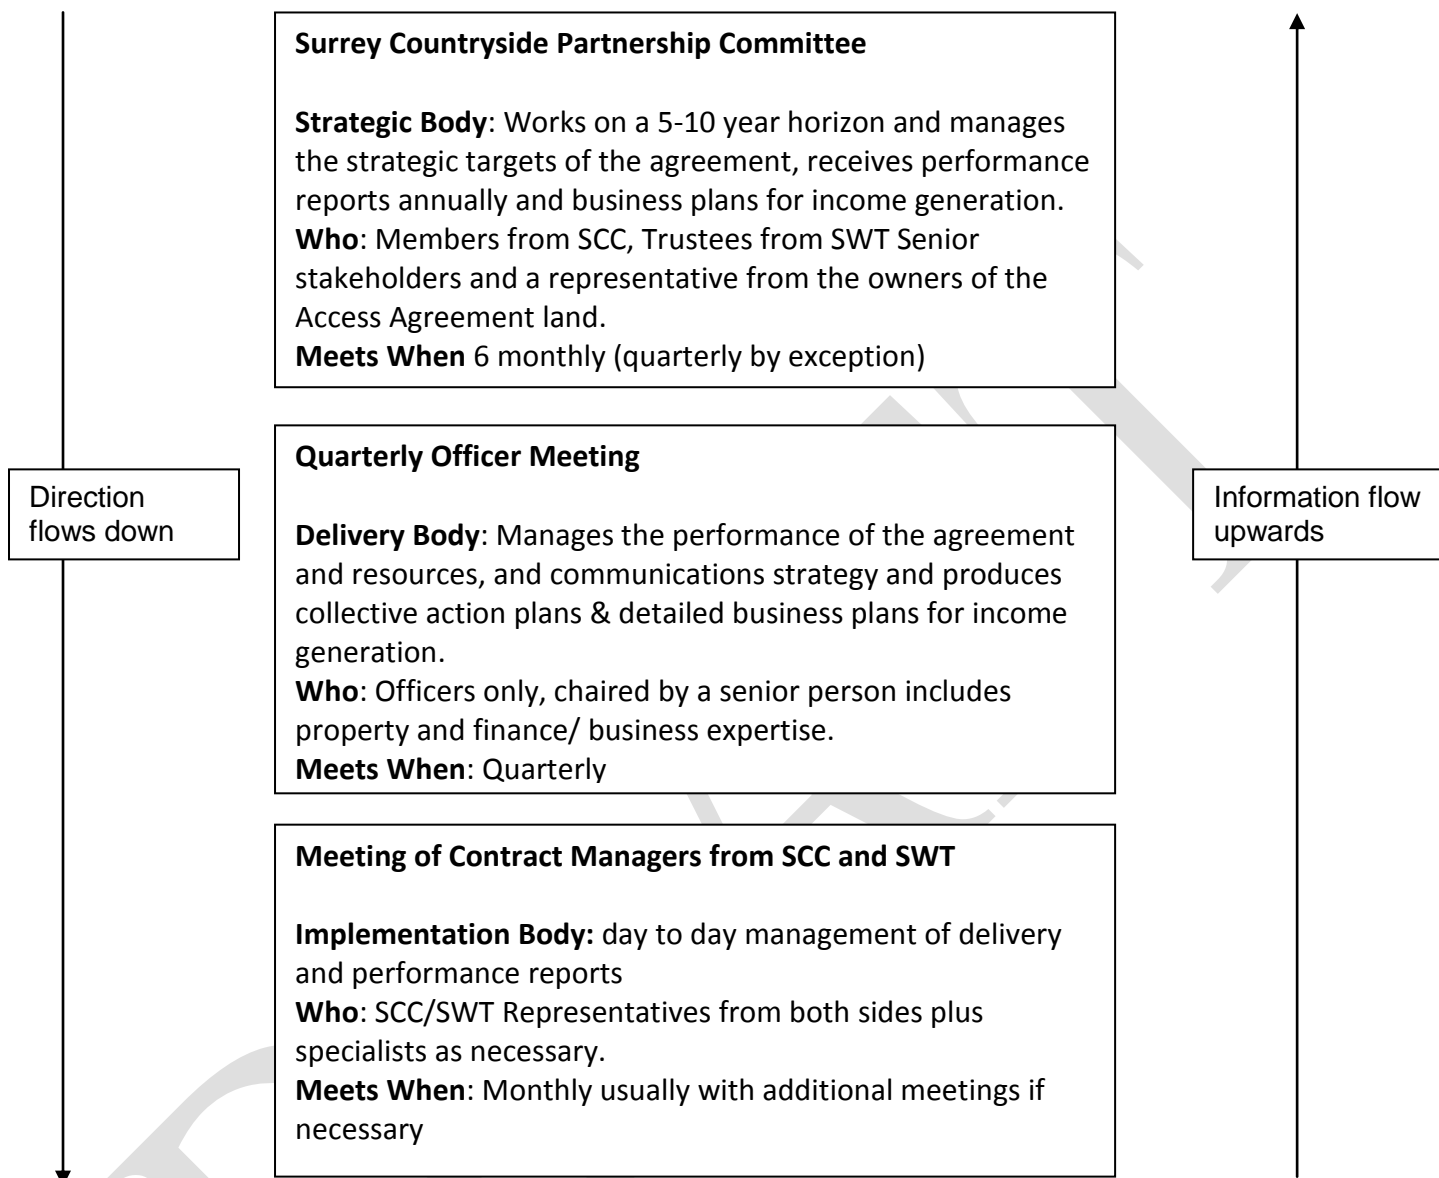 Surrey Countryside Partnership Committee
Strategic Body: Works on a 5-10 year horizon and manages
the strategic targets of the agreement, receives performance
reports annually and business plans for income generation.
Who: Members from SCC, Trustees from SWT Senior
stakeholders and a representative from the owners of the
Access Agreement land.
Meets When 6 monthly (quarterly by exception)
Direction
flows down
Quarterly Officer Meeting
Delivery Body: Manages the performance of the agreement
and resources, and communications strategy and produces
collective action plans & detailed business plans for income
generation.
Who: Officers only, chaired by a senior person includes
property and finance/ business expertise.
Meets When: Quarterly
Information flow
upwards
Meeting of Contract Managers from SCC and SWT
Implementation Body: day to day management of delivery
and performance reports
Who: SCC/SWT Representatives from both sides plus
specialists as necessary.
Meets When: Monthly usually with additional meetings if
necessary